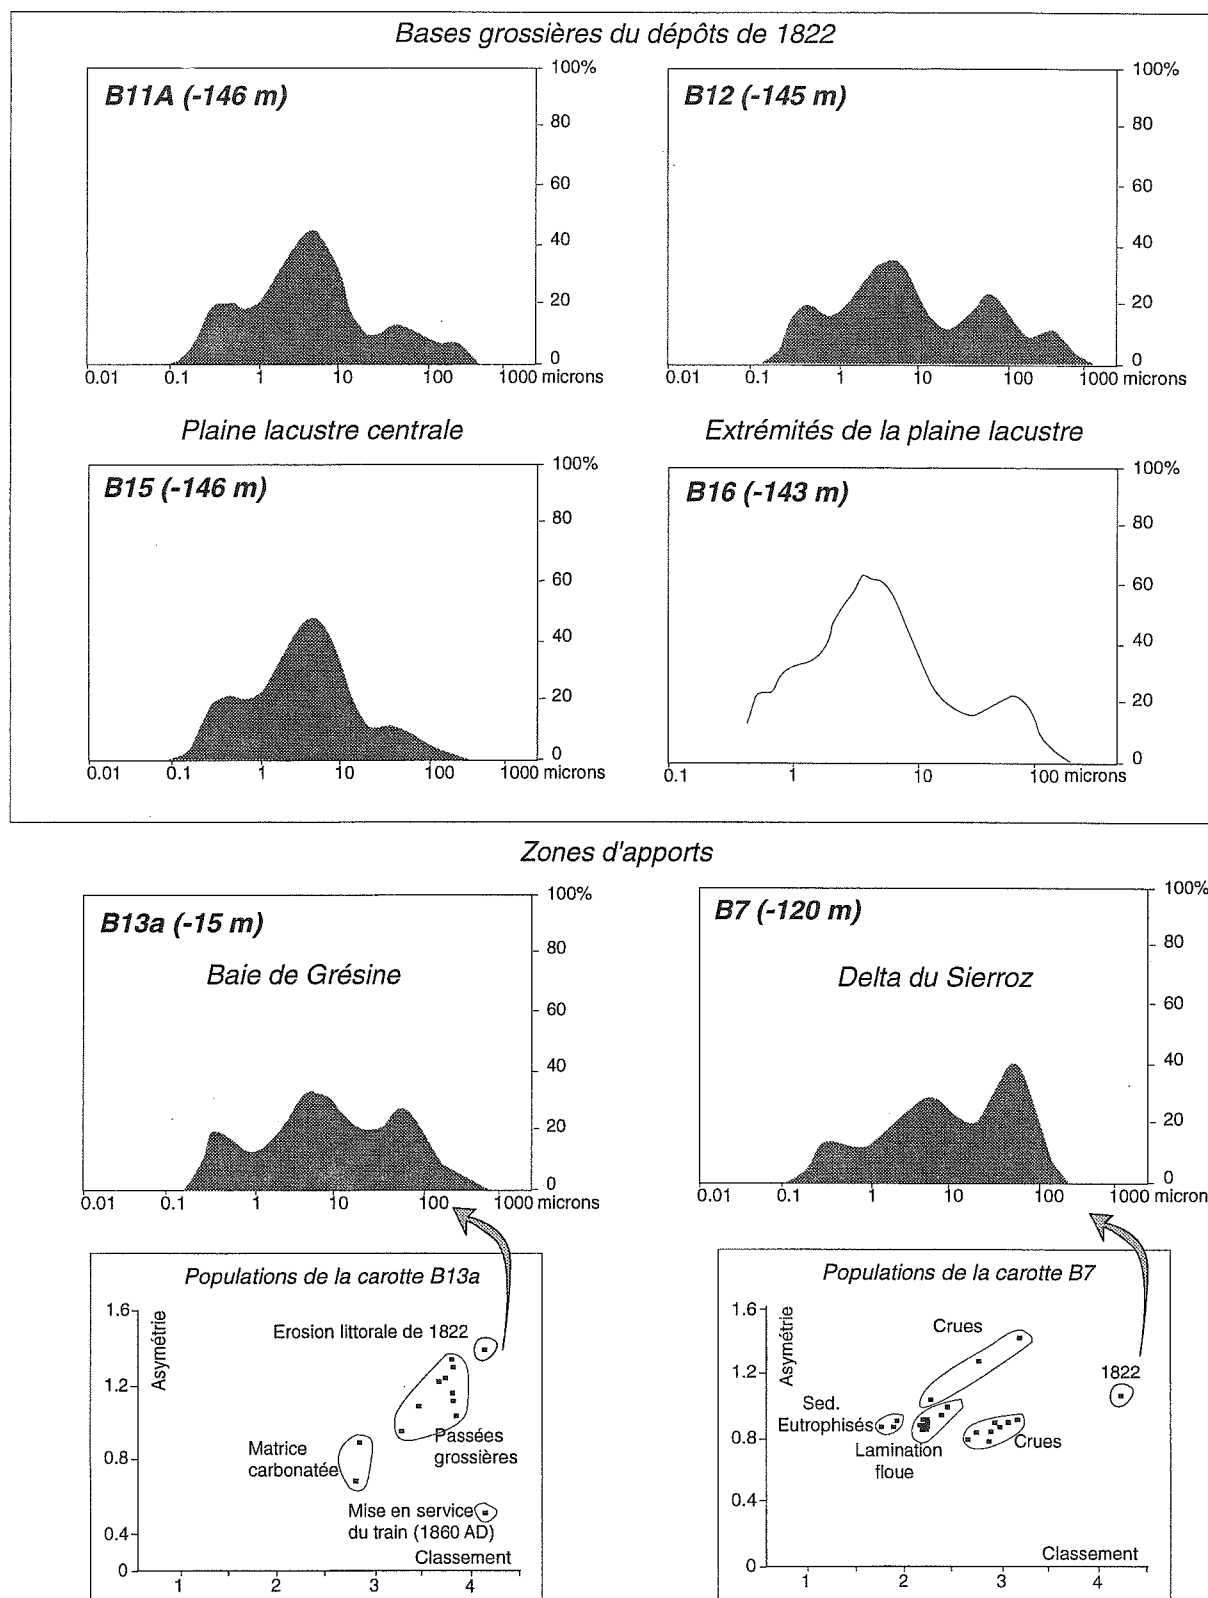 Bases grossières du dépôts de 1822
B11A (-146 m)
100%
80
60
40
20
0
0.01 0.1 1 10 100 1000 microns
B12 (-145 m)
100%
80
60
40
20
0
0.01 0.1 1 10 100 1000 microns
Plaine lacustre centrale
Extrémités de la plaine lacustre
B15 (-146 m)
100%
80
60
40
20
0
0.01 0.1 1 10 100 1000 microns
B16 (-143 m)
100%
80
60
40
20
0
0.1 1 10 100 microns
Zones d'apports
B13a (-15 m)
Baie de Grésine
100%
80
60
40
20
0
0.01 0.1 1 10 100 1000 microns
B7 (-120 m)
Delta du Sierroz
100%
80
60
40
20
0
0.01 0.1 1 10 100 1000 micron
Populations de la carotte B13a
Asymétrie
1.6
1.2
0.8
0.4
0
Erosion littorale de 1822
Passées
grossières
Matrice
carbonatée
Mise en service
du train (1860 AD)
Classement
1 2 3 4
Populations de la carotte B7
Asymétrie
1.6
1.2
0.8
0.4
0
Crues
1822
Sed.
Eutrophisés
Lamination
floue
Crues
Classement
1 2 3 4